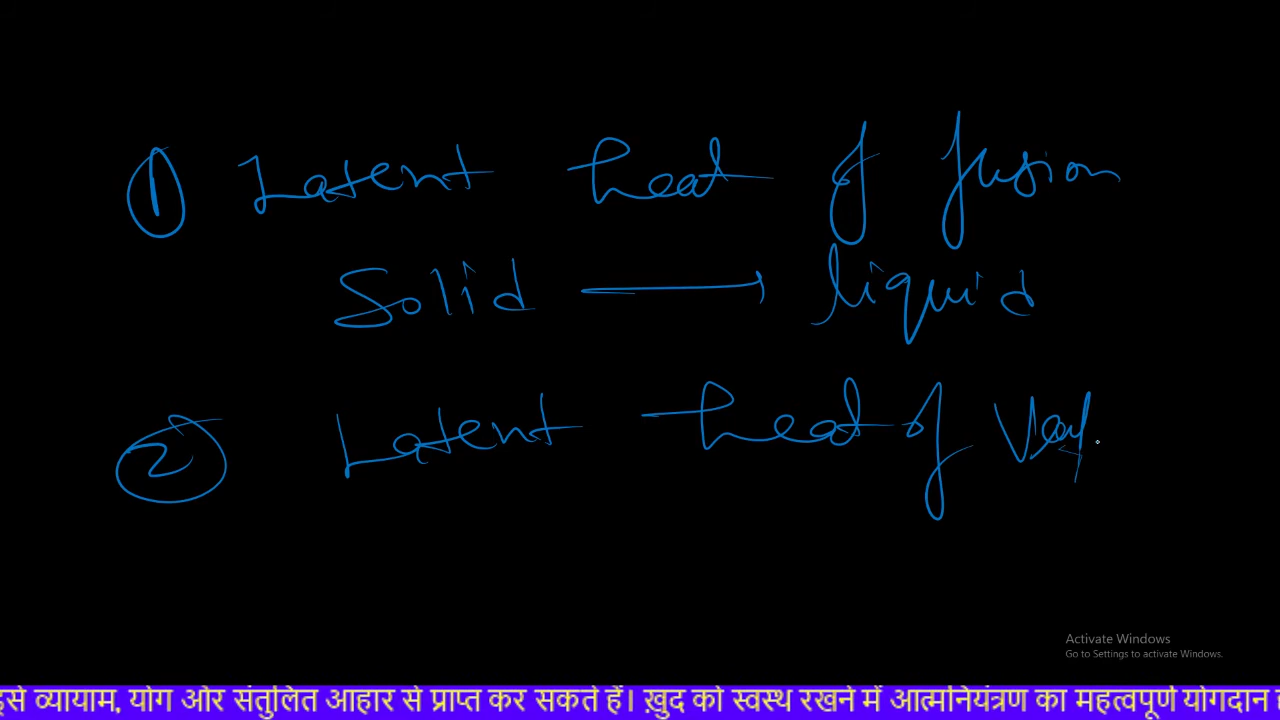 ① Latent heat of fusion
Solid ⟶ liquid
② Latent heat of Vap
Activate Windows
Go to Settings to activate Windows.
इसे व्यायाम, योग और संतुलित आहार से प्राप्त कर सकते हैं। ख़ुद को स्वस्थ रखने में आत्मनियंत्रण का महत्वपूर्ण योगदान